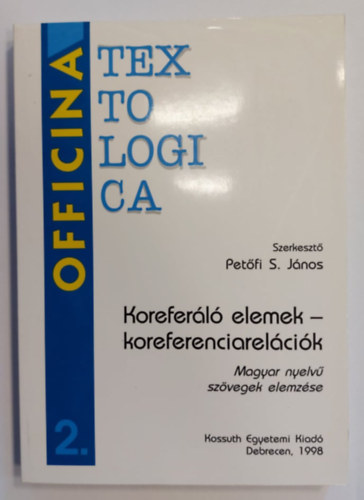 OFFICINA
TEX
TO
LOGI
CA
Szerkesztő
Petőfi S. János
Koreferáló elemek –
koreferenciarelációk
Magyar nyelvű
szövegek elemzése
2.
Kossuth Egyetemi Kiadó
Debrecen, 1998